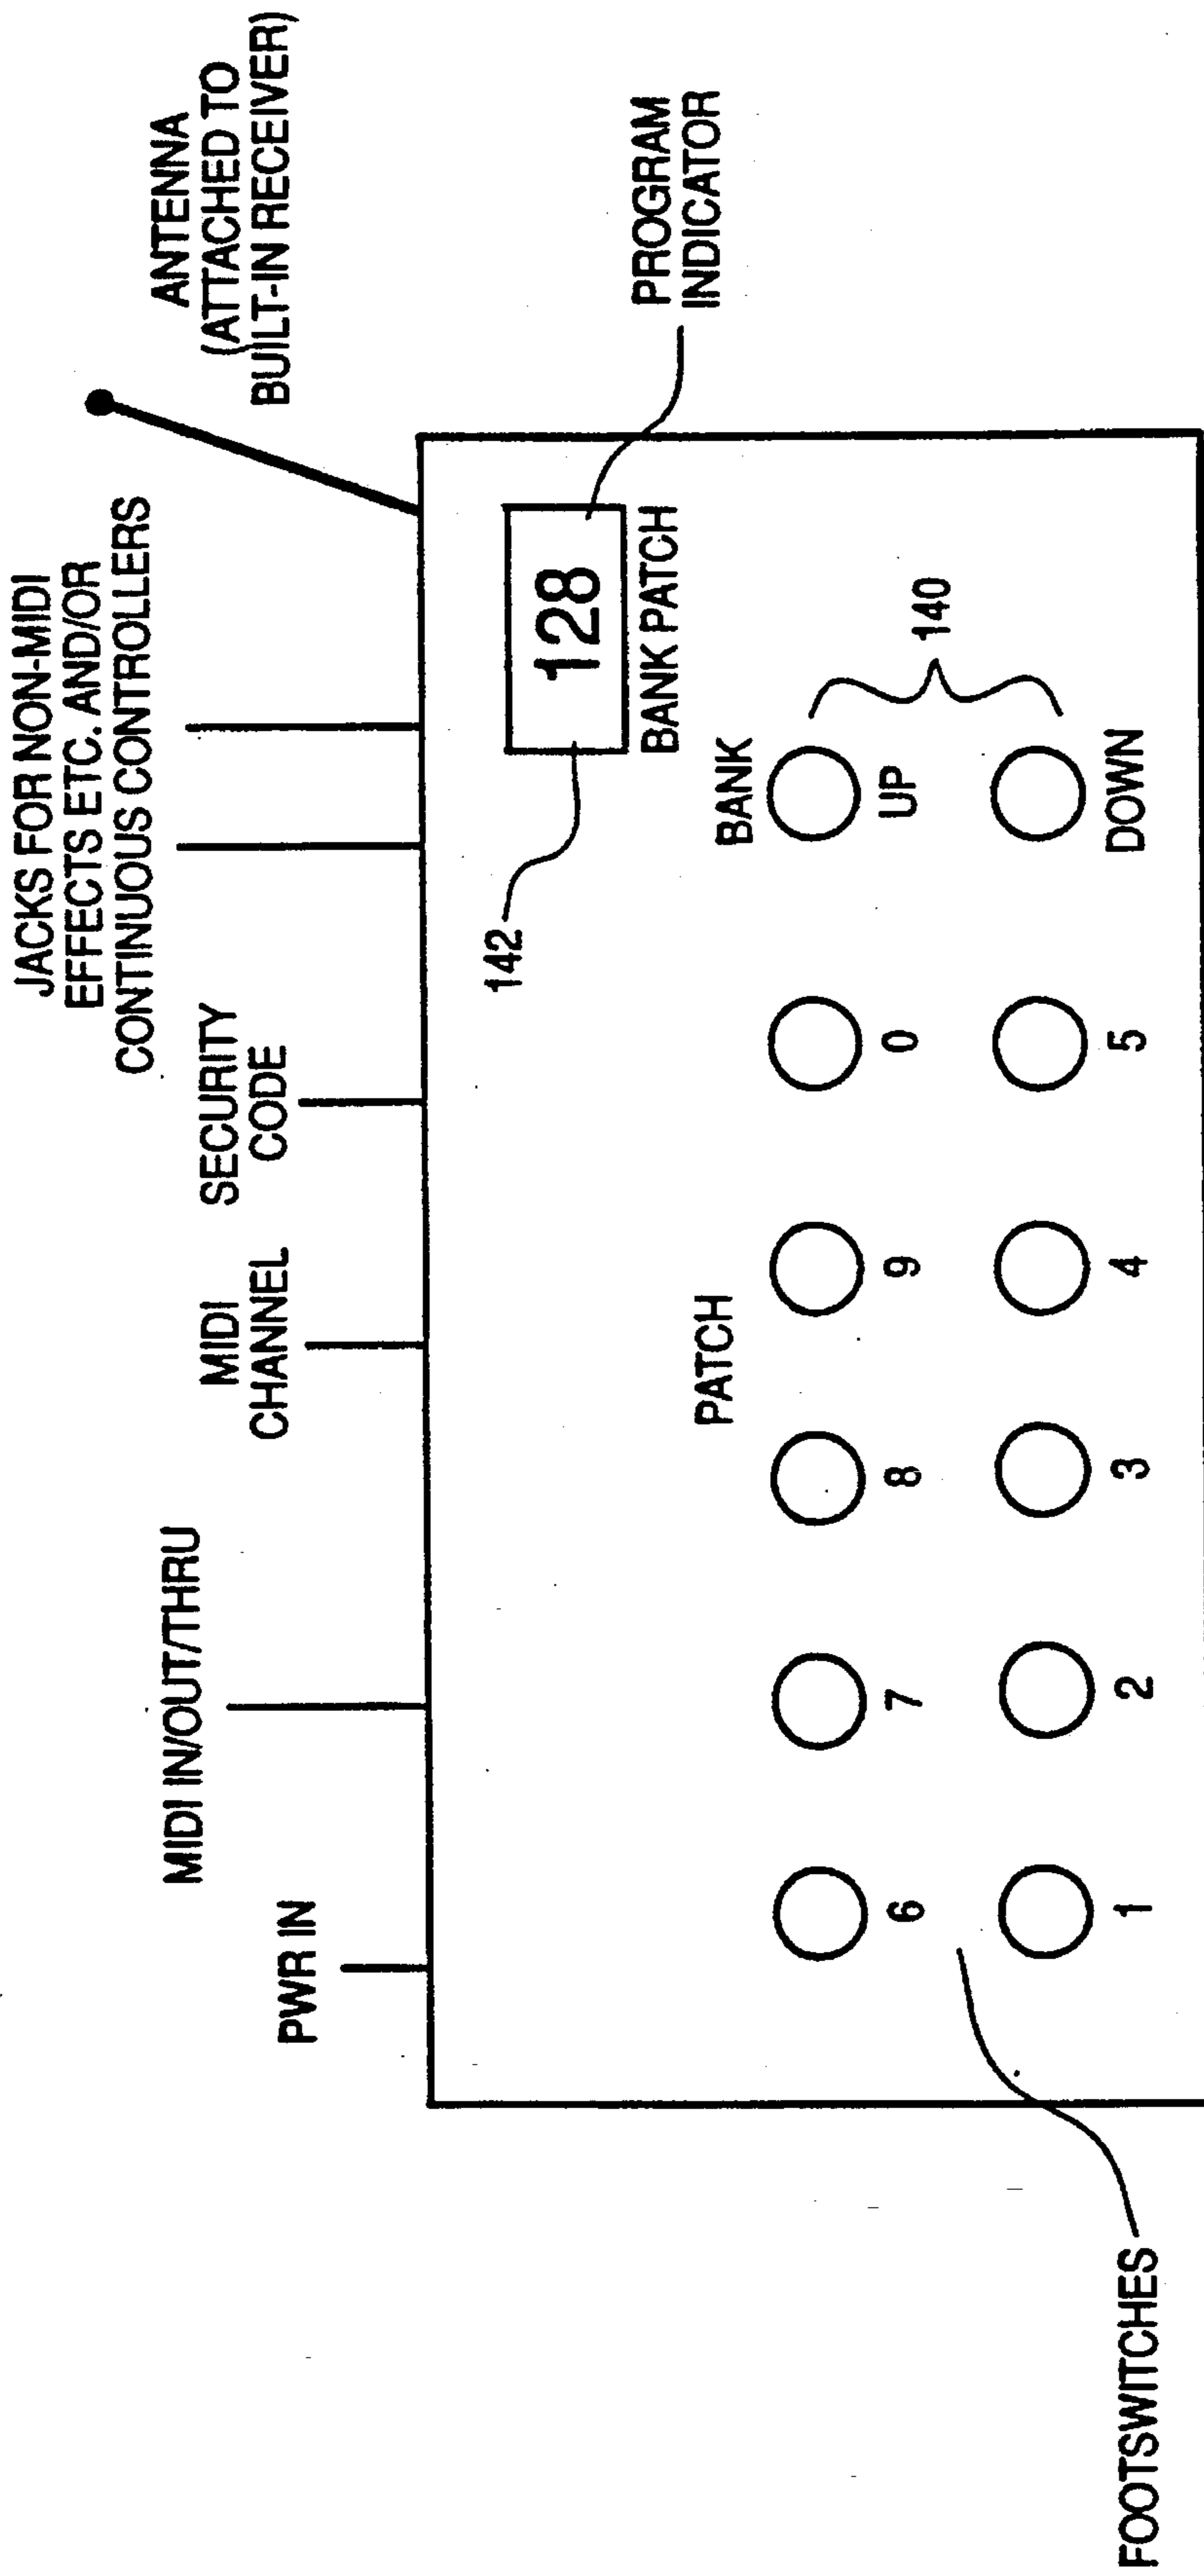 JACKS FOR NON-MIDI
EFFECTS ETC. AND/OR
CONTINUOUS CONTROLLERS
ANTENNA
(ATTACHED TO
BUILT-IN RECEIVER)
MIDI IN/OUT/THRU
MIDI
CHANNEL
SECURITY
CODE
PWR IN
142
128
BANK PATCH
PROGRAM
INDICATOR
PATCH
BANK
6
7
8
9
0
UP
140
1
2
3
4
5
DOWN
FOOTSWITCHES